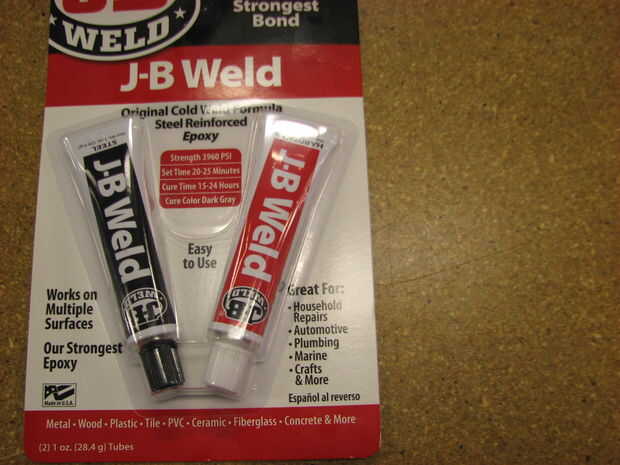 Strongest
Bond
WELD
J-B Weld
Original Cold Weld Formula
Steel Reinforced
Epoxy
Strength 3960 PSI
Set Time 20-25 Minutes
Cure Time 15-24 Hours
Cure Color Dark Gray
STEEL
J-B Weld
J-B
WELD
J-B Weld
J-B
WELD
Easy
to Use
Works on
Multiple
Surfaces
Our Strongest
Epoxy
Made in U.S.A.
Great For:
• Household
Repairs
• Automotive
• Plumbing
• Marine
• Crafts
& More
Español al reverso
Metal • Wood • Plastic • Tile • PVC • Ceramic • Fiberglass • Concrete & More
(2) 1 oz. (28.4 g) Tubes